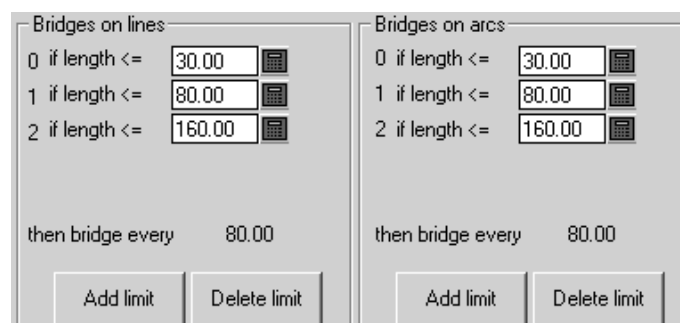 Bridges on lines
0 if length <= 30.00
1 if length <= 80.00
2 if length <= 160.00
then bridge every 80.00
Add limit Delete limit
Bridges on arcs
0 if length <= 30.00
1 if length <= 80.00
2 if length <= 160.00
then bridge every 80.00
Add limit Delete limit